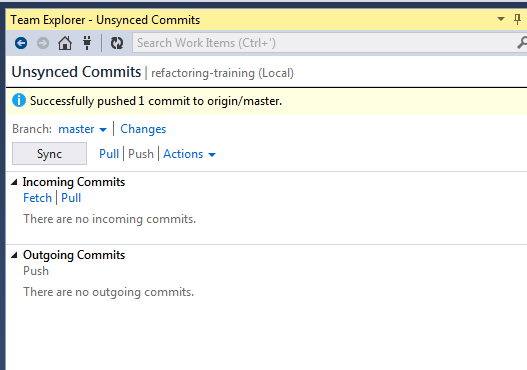 Team Explorer - Unsynced Commits
Search Work Items (Ctrl+')
Unsynced Commits | refactoring-training (Local)
Successfully pushed 1 commit to origin/master.
Branch: master | Changes
Sync Pull | Push | Actions
Incoming Commits
Fetch | Pull
There are no incoming commits.
Outgoing Commits
Push
There are no outgoing commits.